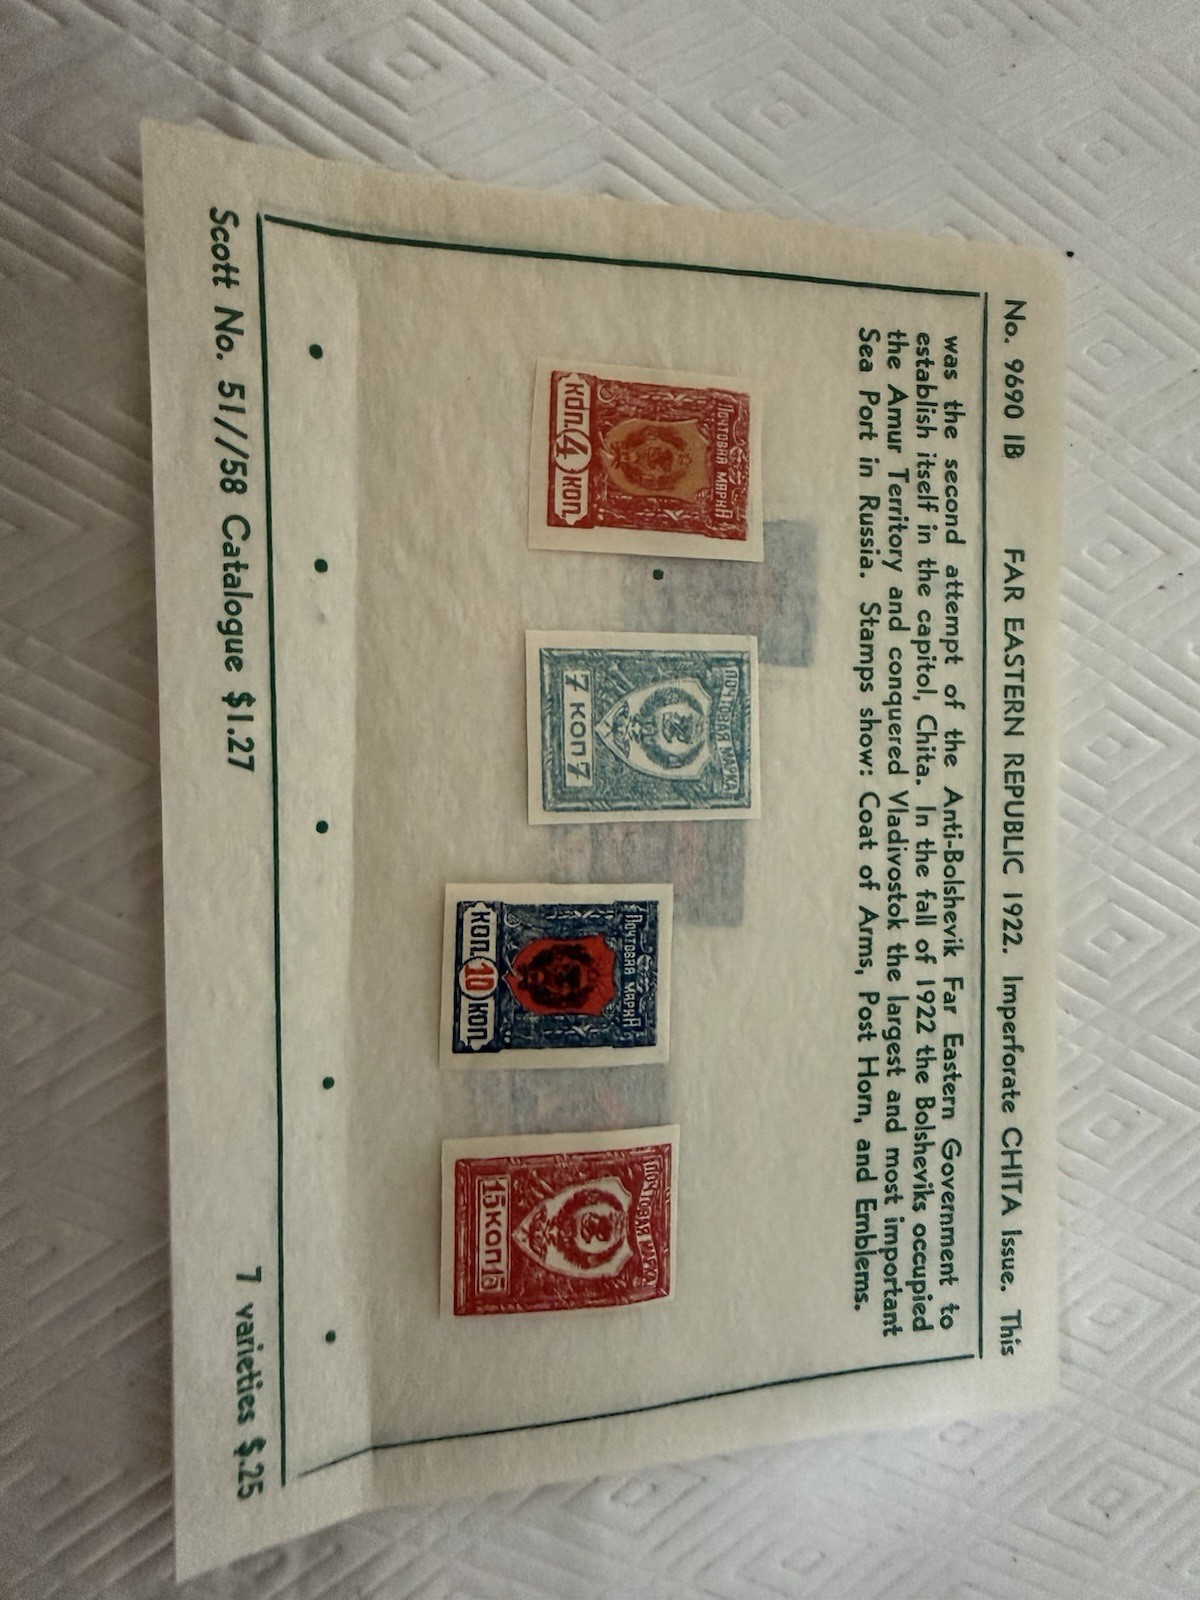 No. 9690 IB FAR EASTERN REPUBLIC 1922. Imperforate CHITA Issue. This
was the second attempt of the Anti-Bolshevik Far Eastern Government to
establish itself in the capitol, Chita. In the fall of 1922 the Bolsheviks occupied
the Amur Territory and conquered Vladivostok the largest and most important
Sea Port in Russia. Stamps show: Coat of Arms, Post Horn, and Emblems.
ПОЧТОВАЯ МАРКА
КОП. 4 КОП.
ПОЧТОВАЯ МАРКА
7 КОП 7
ПОЧТОВАЯ МАРКА
КОП. 10 КОП.
ПОЧТОВАЯ МАРКА
15 КОП 15
Scott No. 51//58 Catalogue $1.27 7 varieties $.25